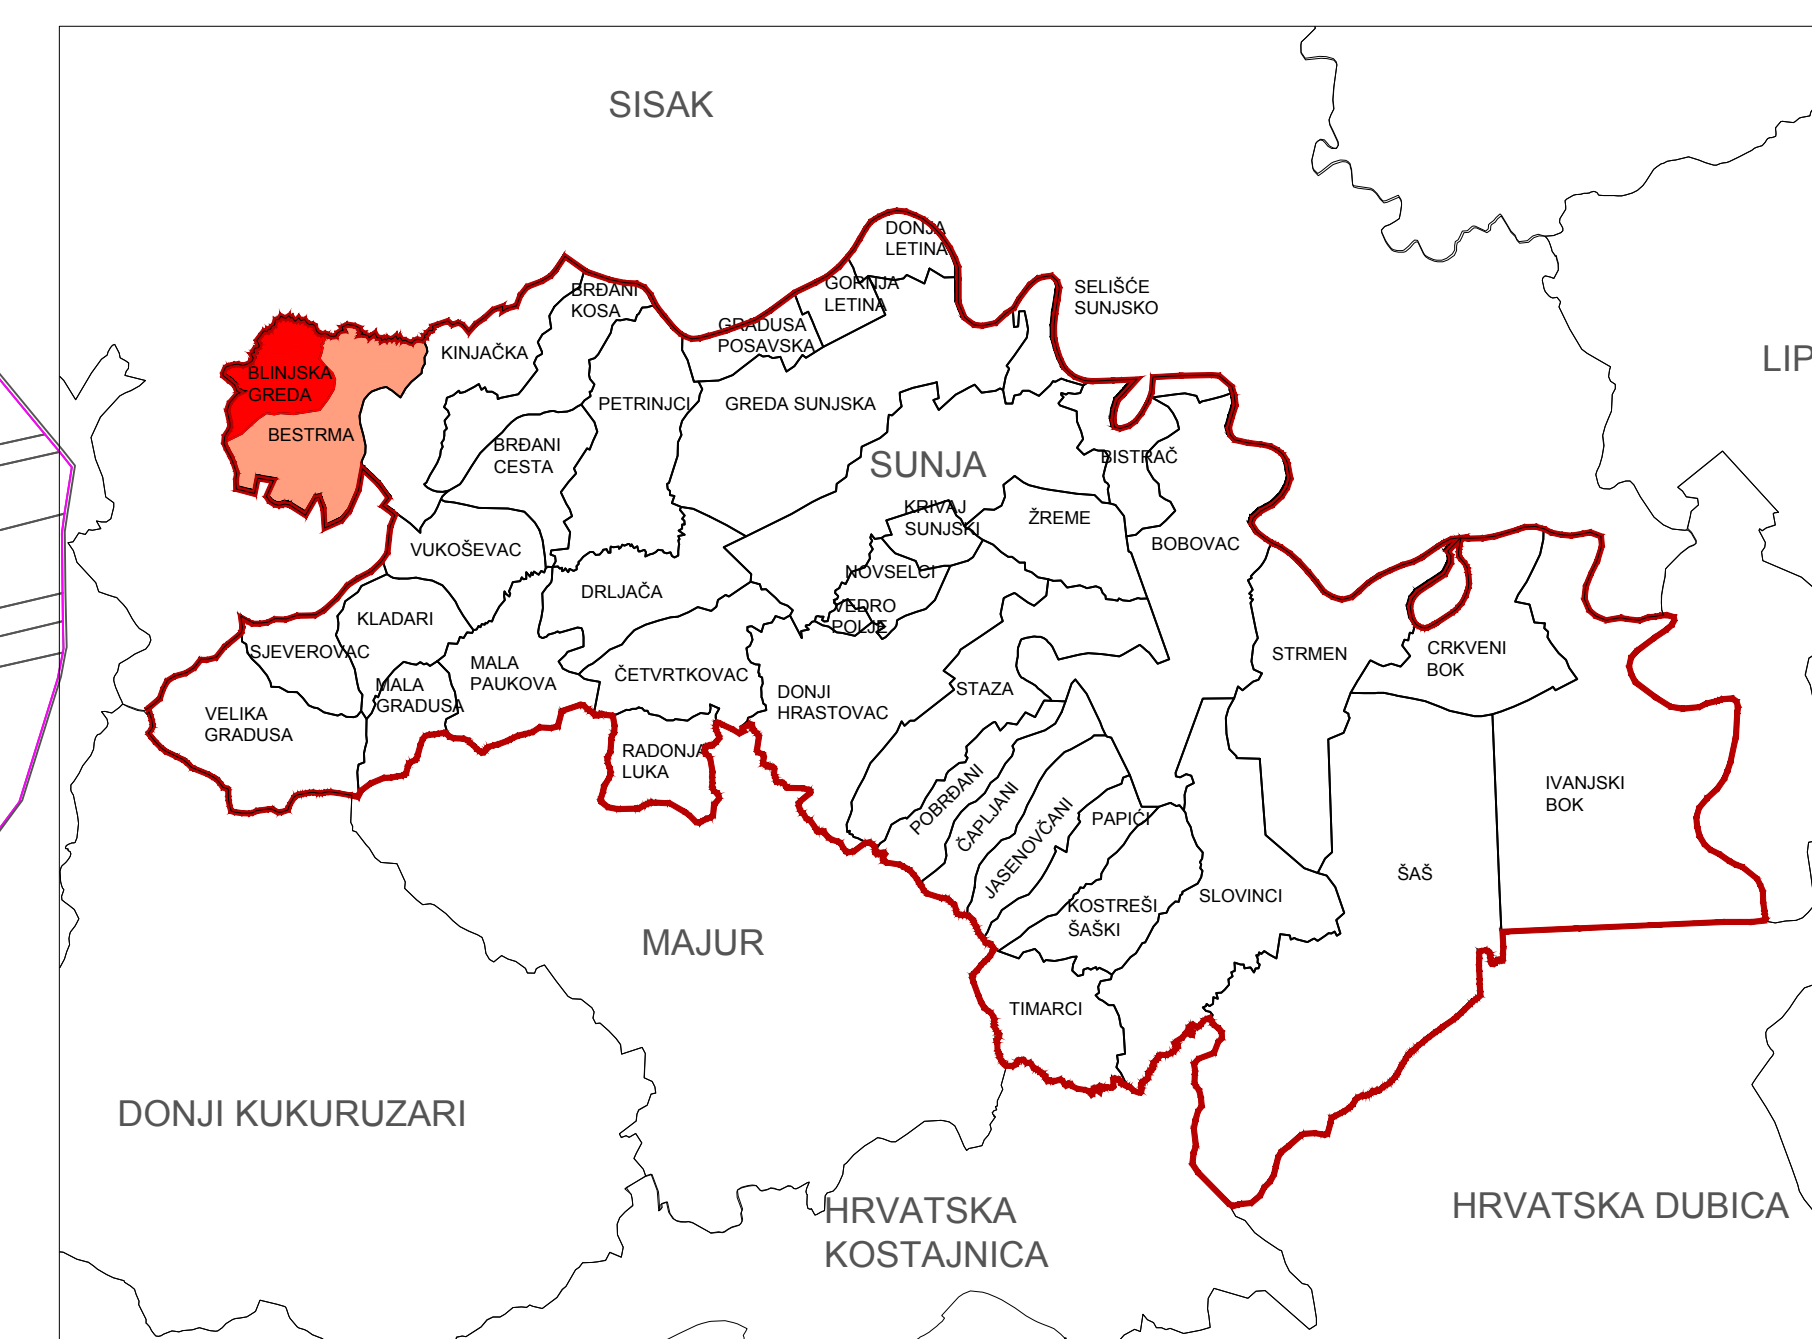 SISAK
DONJA
LETINA
SELIŠĆE
SUNJSKO
GORNJA
LETINA
BRĐANI
KOSA
GRADUSA
POSAVSKA
KINJAČKA
LIP
BLINJSKA
GREDA
PETRINJCI
GREDA SUNJSKA
BESTRMA
BRĐANI
CESTA
SUNJA
BISTRAČ
KRIVAJ
SUNJSKI
ŽREME
BOBOVAC
VUKOŠEVAC
NOVSELCI
DRLJAČA
VEDRO
POLJE
KLADARI
SJEVEROVAC
MALA
PAUKOVA
ČETVRTKOVAC
STRMEN
CRKVENI
BOK
MALA
GRADUSA
DONJI
HRASTOVAC
STAZA
VELIKA
GRADUSA
RADONJA
LUKA
IVANJSKI
BOK
POBRĐANI
ČAPLJANI
JASENOVČANI
PAPIĆI
ŠAŠ
SLOVINCI
KOSTREŠI
ŠAŠKI
MAJUR
TIMARCI
DONJI KUKURUZARI
HRVATSKA
KOSTAJNICA
HRVATSKA DUBICA